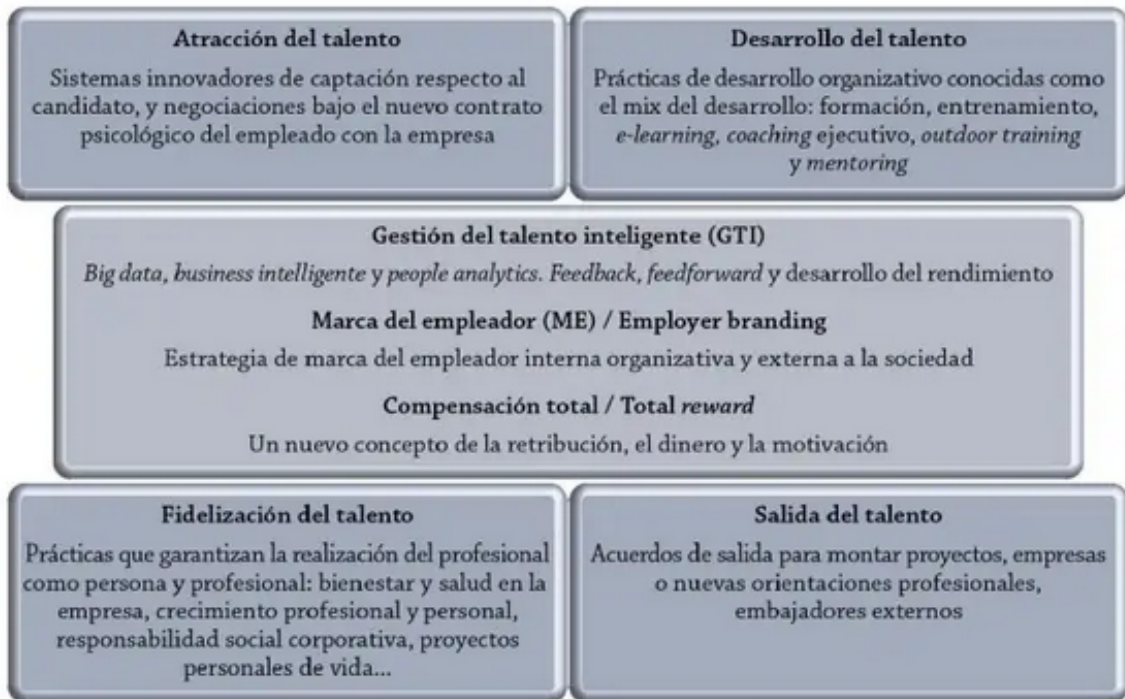 Atracción del talento
Sistemas innovadores de captación respecto al
candidato, y negociaciones bajo el nuevo contrato
psicológico del empleado con la empresa
Desarrollo del talento
Prácticas de desarrollo organizativo conocidas como
el mix del desarrollo: formación, entrenamiento,
e-learning, coaching ejecutivo, outdoor training
y mentoring
Gestión del talento inteligente (GTI)
Big data, business intelligente y people analytics. Feedback, feedforward y desarrollo del rendimiento
Marca del empleador (ME) / Employer branding
Estrategia de marca del empleador interna organizativa y externa a la sociedad
Compensación total / Total reward
Un nuevo concepto de la retribución, el dinero y la motivación
Fidelización del talento
Prácticas que garantizan la realización del profesional
como persona y profesional: bienestar y salud en la
empresa, crecimiento profesional y personal,
responsabilidad social corporativa, proyectos
personales de vida...
Salida del talento
Acuerdos de salida para montar proyectos, empresas
o nuevas orientaciones profesionales,
embajadores externos